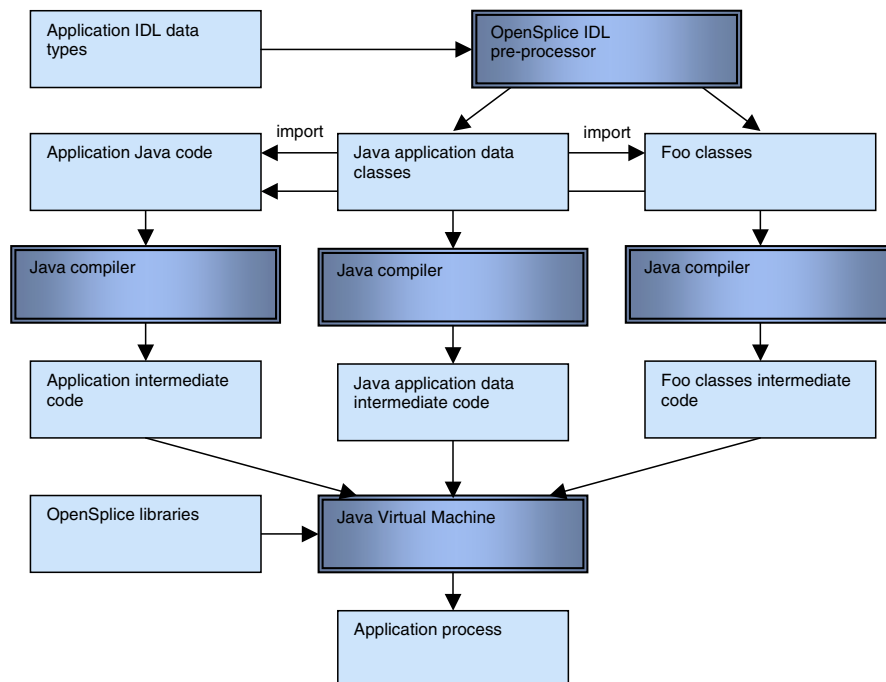 Application IDL data
types
OpenSplice IDL
pre-processor
import
import
Application Java code
Java application data
classes
Foo classes
Java compiler
Java compiler
Java compiler
Application intermediate
code
Java application data
intermediate code
Foo classes intermediate
code
OpenSplice libraries
Java Virtual Machine
Application process